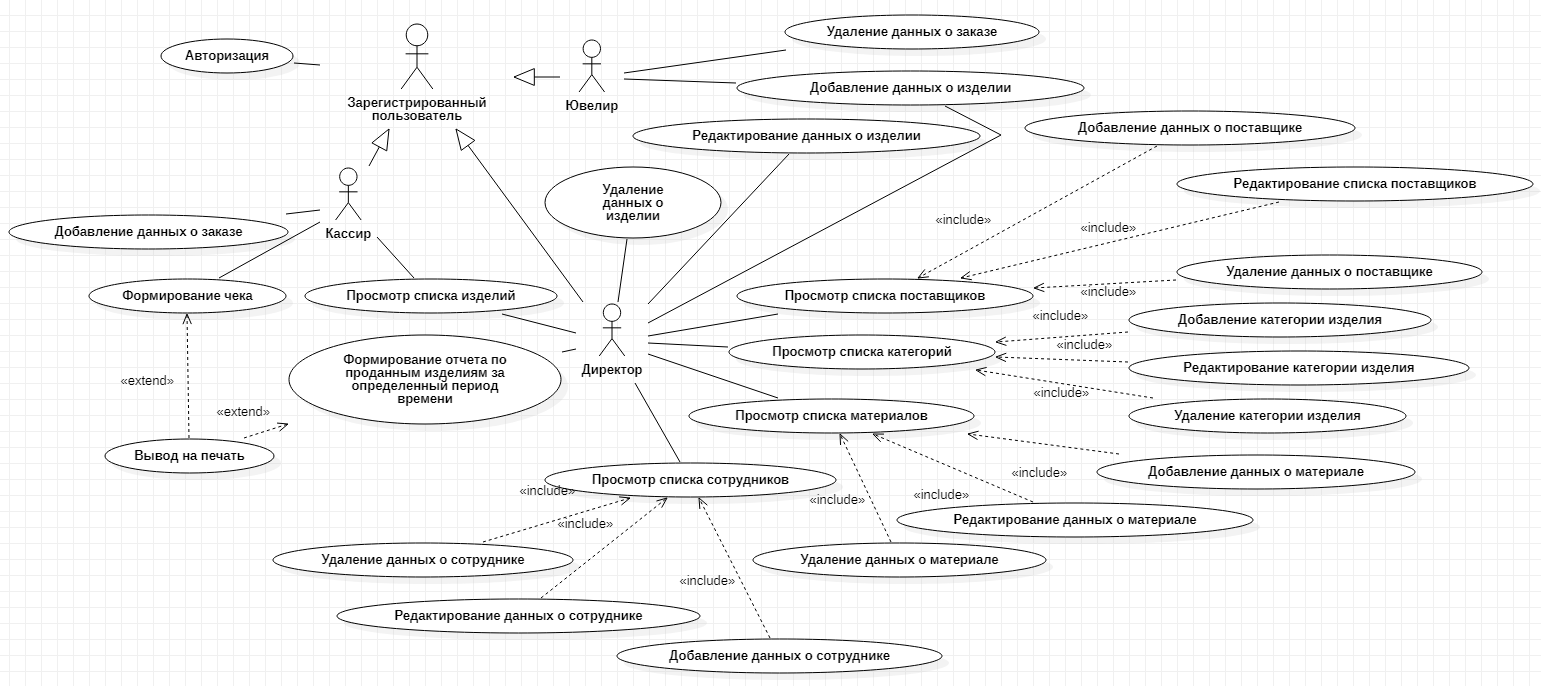 Удаление данных о заказе
Авторизация
Добавление данных о изделии
Зарегистрированный
пользователь
Ювелир
Добавление данных о поставщике
Редактирование данных о изделии
Редактирование списка поставщиков
Удаление
данных о
изделии
«include»
«include»
Добавление данных о заказе
Кассир
Удаление данных о поставщике
«include»
Формирование чека
Просмотр списка изделий
Просмотр списка поставщиков
«include»
Добавление категории изделия
«include»
Просмотр списка категорий
Формирование отчета по
проданным изделиям за
определенный период
времени
Директор
Редактирование категории изделия
«extend»
«include»
«extend»
Просмотр списка материалов
Удаление категории изделия
Вывод на печать
«include»
Добавление данных о материале
Просмотр списка сотрудников
«include»
«include»
«include»
«include»
Редактирование данных о материале
Удаление данных о сотруднике
Удаление данных о материале
«include»
Редактирование данных о сотруднике
Добавление данных о сотруднике